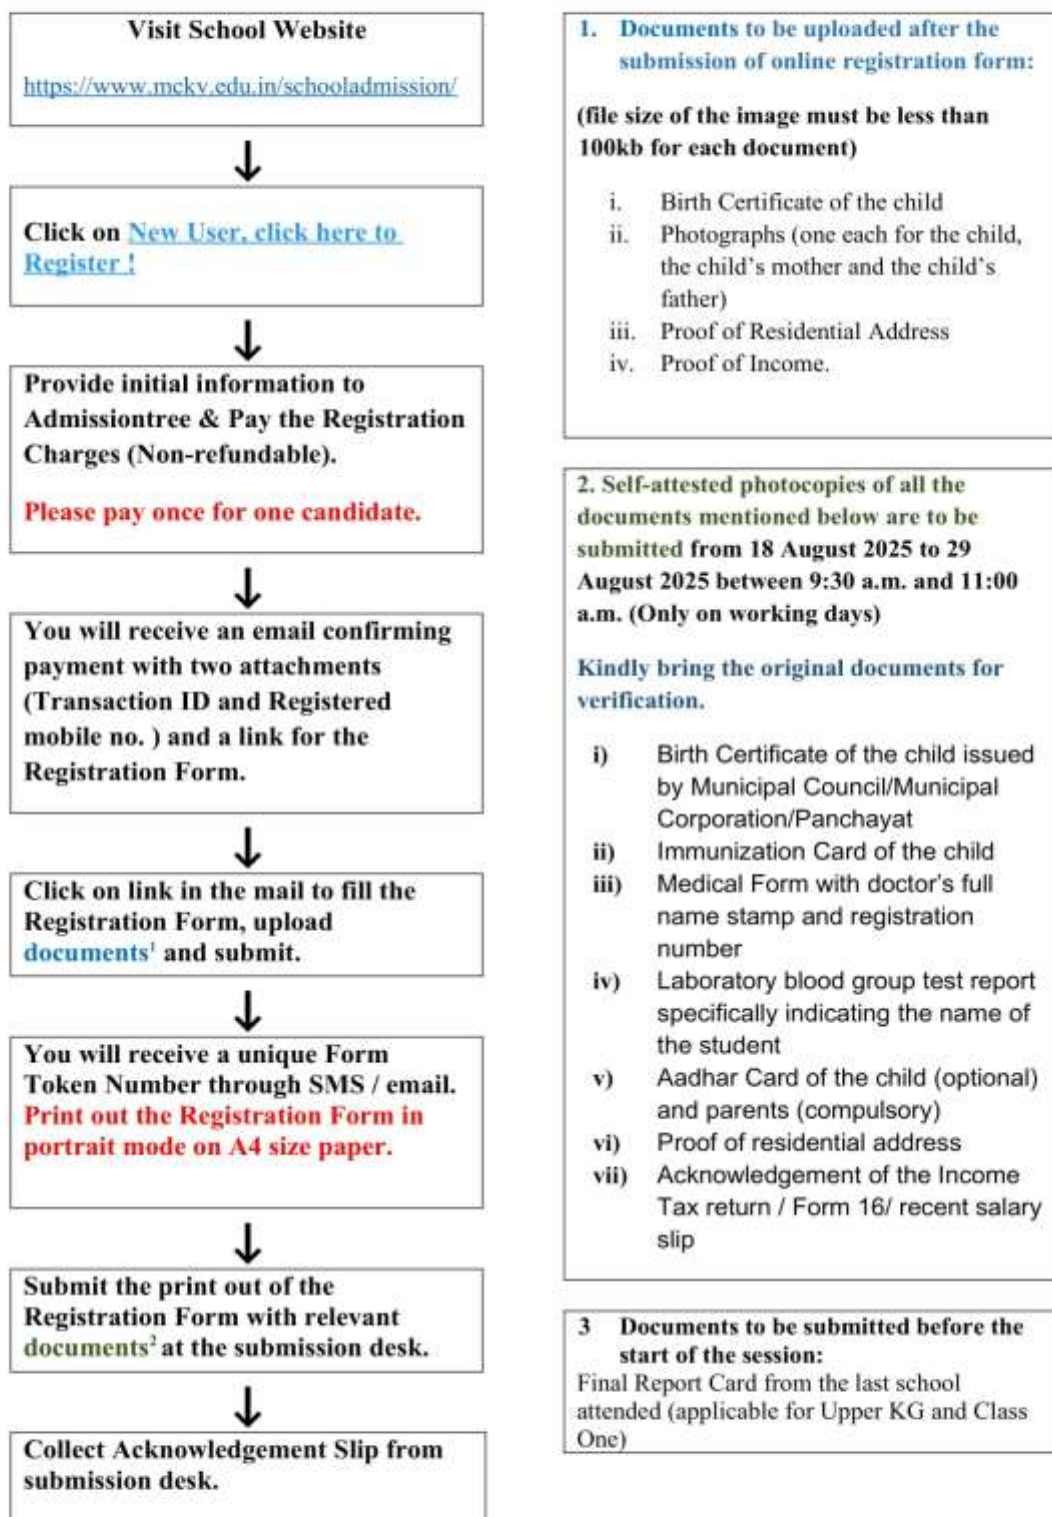 Visit School Website
https://www.mckv.edu.in/schooladmission/
Click on New User, click here to
Register !
Provide initial information to
Admissiontree & Pay the Registration
Charges (Non-refundable).
Please pay once for one candidate.
You will receive an email confirming
payment with two attachments
(Transaction ID and Registered
mobile no. ) and a link for the
Registration Form.
Click on link in the mail to fill the
Registration Form, upload
documents¹ and submit.
You will receive a unique Form
Token Number through SMS / email.
Print out the Registration Form in
portrait mode on A4 size paper.
Submit the print out of the
Registration Form with relevant
documents² at the submission desk.
Collect Acknowledgement Slip from
submission desk.
1. Documents to be uploaded after the
submission of online registration form:
(file size of the image must be less than
100kb for each document)
i. Birth Certificate of the child
ii. Photographs (one each for the child,
the child's mother and the child's
father)
iii. Proof of Residential Address
iv. Proof of Income.
2. Self-attested photocopies of all the
documents mentioned below are to be
submitted from 18 August 2025 to 29
August 2025 between 9:30 a.m. and 11:00
a.m. (Only on working days)
Kindly bring the original documents for
verification.
i) Birth Certificate of the child issued
by Municipal Council/Municipal
Corporation/Panchayat
ii) Immunization Card of the child
iii) Medical Form with doctor's full
name stamp and registration
number
iv) Laboratory blood group test report
specifically indicating the name of
the student
v) Aadhar Card of the child (optional)
and parents (compulsory)
vi) Proof of residential address
vii) Acknowledgement of the Income
Tax return / Form 16/ recent salary
slip
3 Documents to be submitted before the
start of the session:
Final Report Card from the last school
attended (applicable for Upper KG and Class
One)